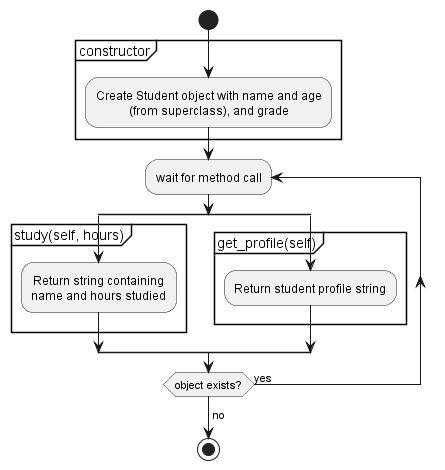 constructor
Create Student object with name and age
(from superclass), and grade
wait for method call
study(self, hours)
Return string containing
name and hours studied
get_profile(self)
Return student profile string
object exists?
yes
no